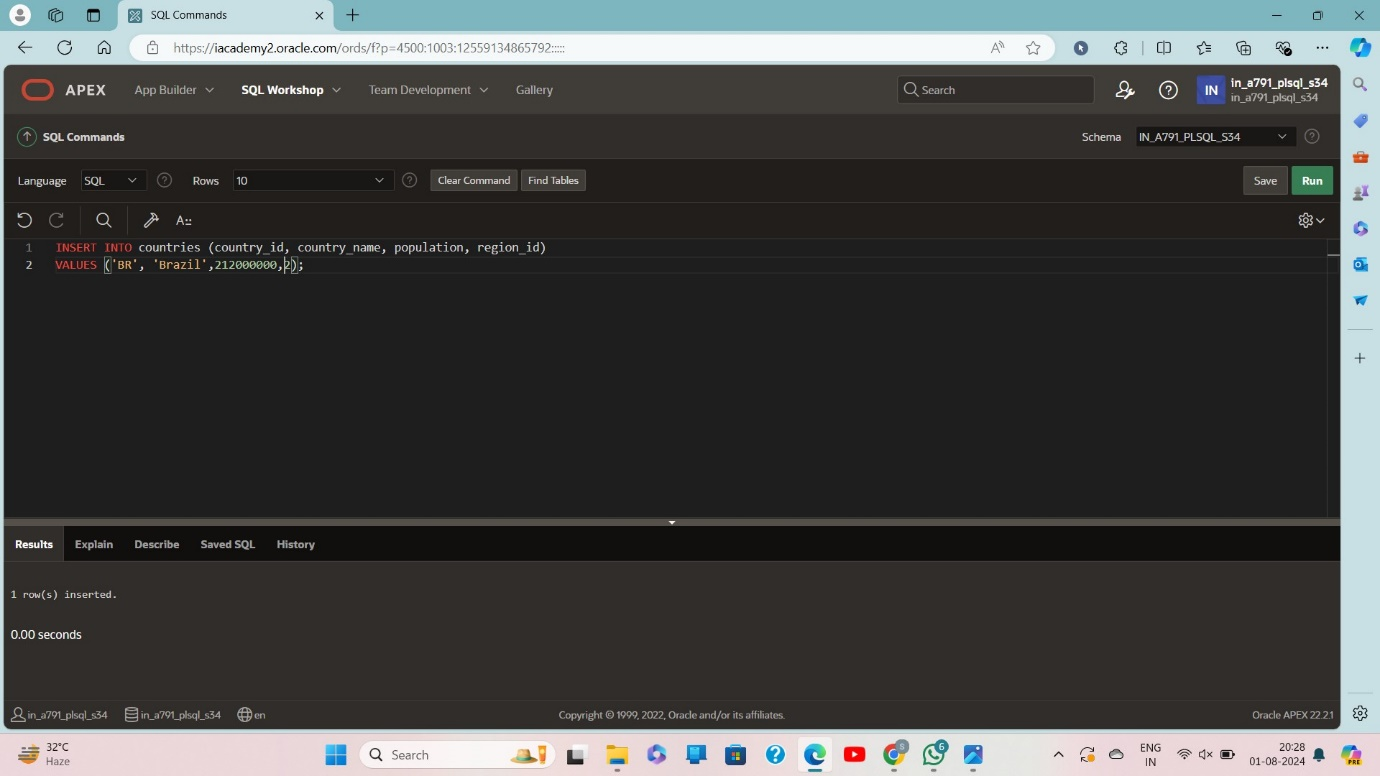 SQL Commands
https://iacademy2.oracle.com/ords/f?p=4500:1003:12559134865792:::::
APEX App Builder SQL Workshop Team Development Gallery Search IN in_a791_plsql_s34
in_a791_plsql_s34
SQL Commands Schema IN_A791_PLSQL_S34
Language SQL Rows 10 Clear Command Find Tables Save Run
A::
1 INSERT INTO countries (country_id, country_name, population, region_id)
2 VALUES ('BR', 'Brazil',212000000,2);
Results Explain Describe Saved SQL History
1 row(s) inserted.
0.00 seconds
in_a791_plsql_s34 in_a791_plsql_s34 en Copyright © 1999, 2022, Oracle and/or its affiliates. Oracle APEX 22.2.1
32°C
Haze
Search
S
6
ENG
IN
20:28
01-08-2024
PRE